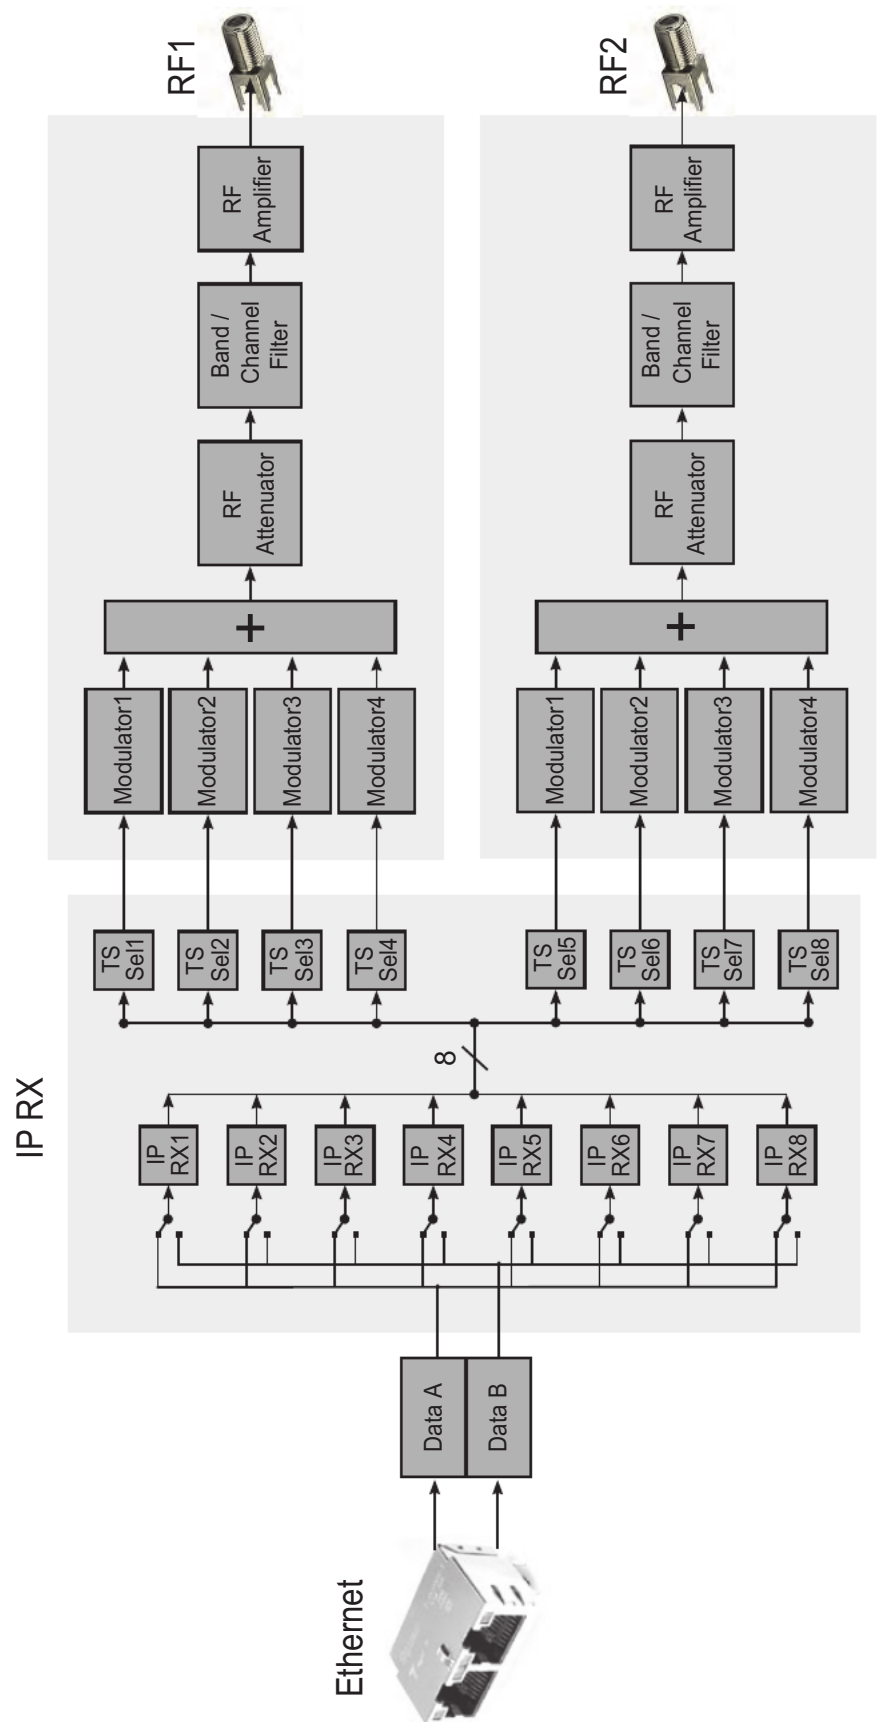 Ethernet
Data A
Data B
IP RX
IP
RX1
IP
RX2
IP
RX3
IP
RX4
IP
RX5
IP
RX6
IP
RX7
IP
RX8
8
TS
Sel1
TS
Sel2
TS
Sel3
TS
Sel4
TS
Sel5
TS
Sel6
TS
Sel7
TS
Sel8
Modulator1
Modulator2
Modulator3
Modulator4
+
RF
Attenuator
Band /
Channel
Filter
RF
Amplifier
RF1
Modulator1
Modulator2
Modulator3
Modulator4
+
RF
Attenuator
Band /
Channel
Filter
RF
Amplifier
RF2